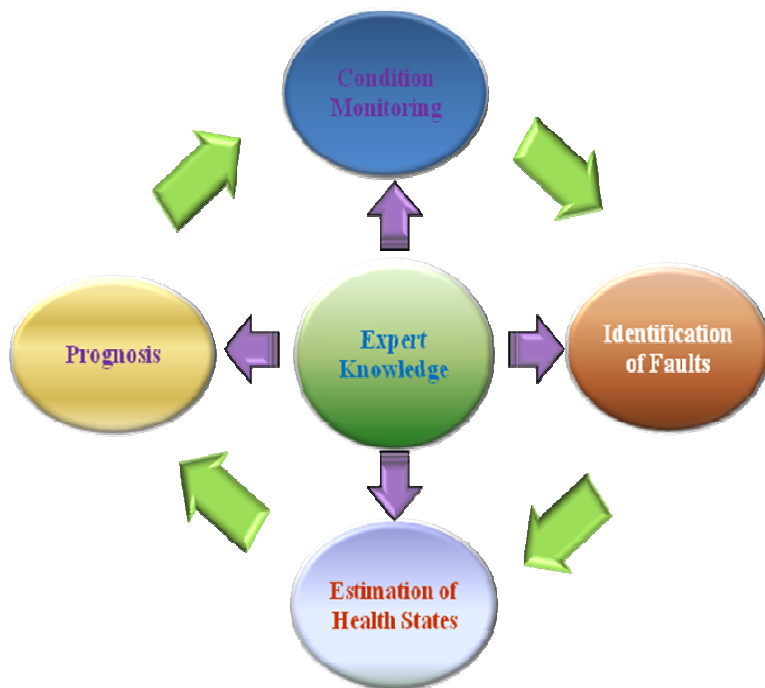 Condition
Monitoring
Prognosis
Expert
Knowledge
Identification
of Faults
Estimation of
Health States